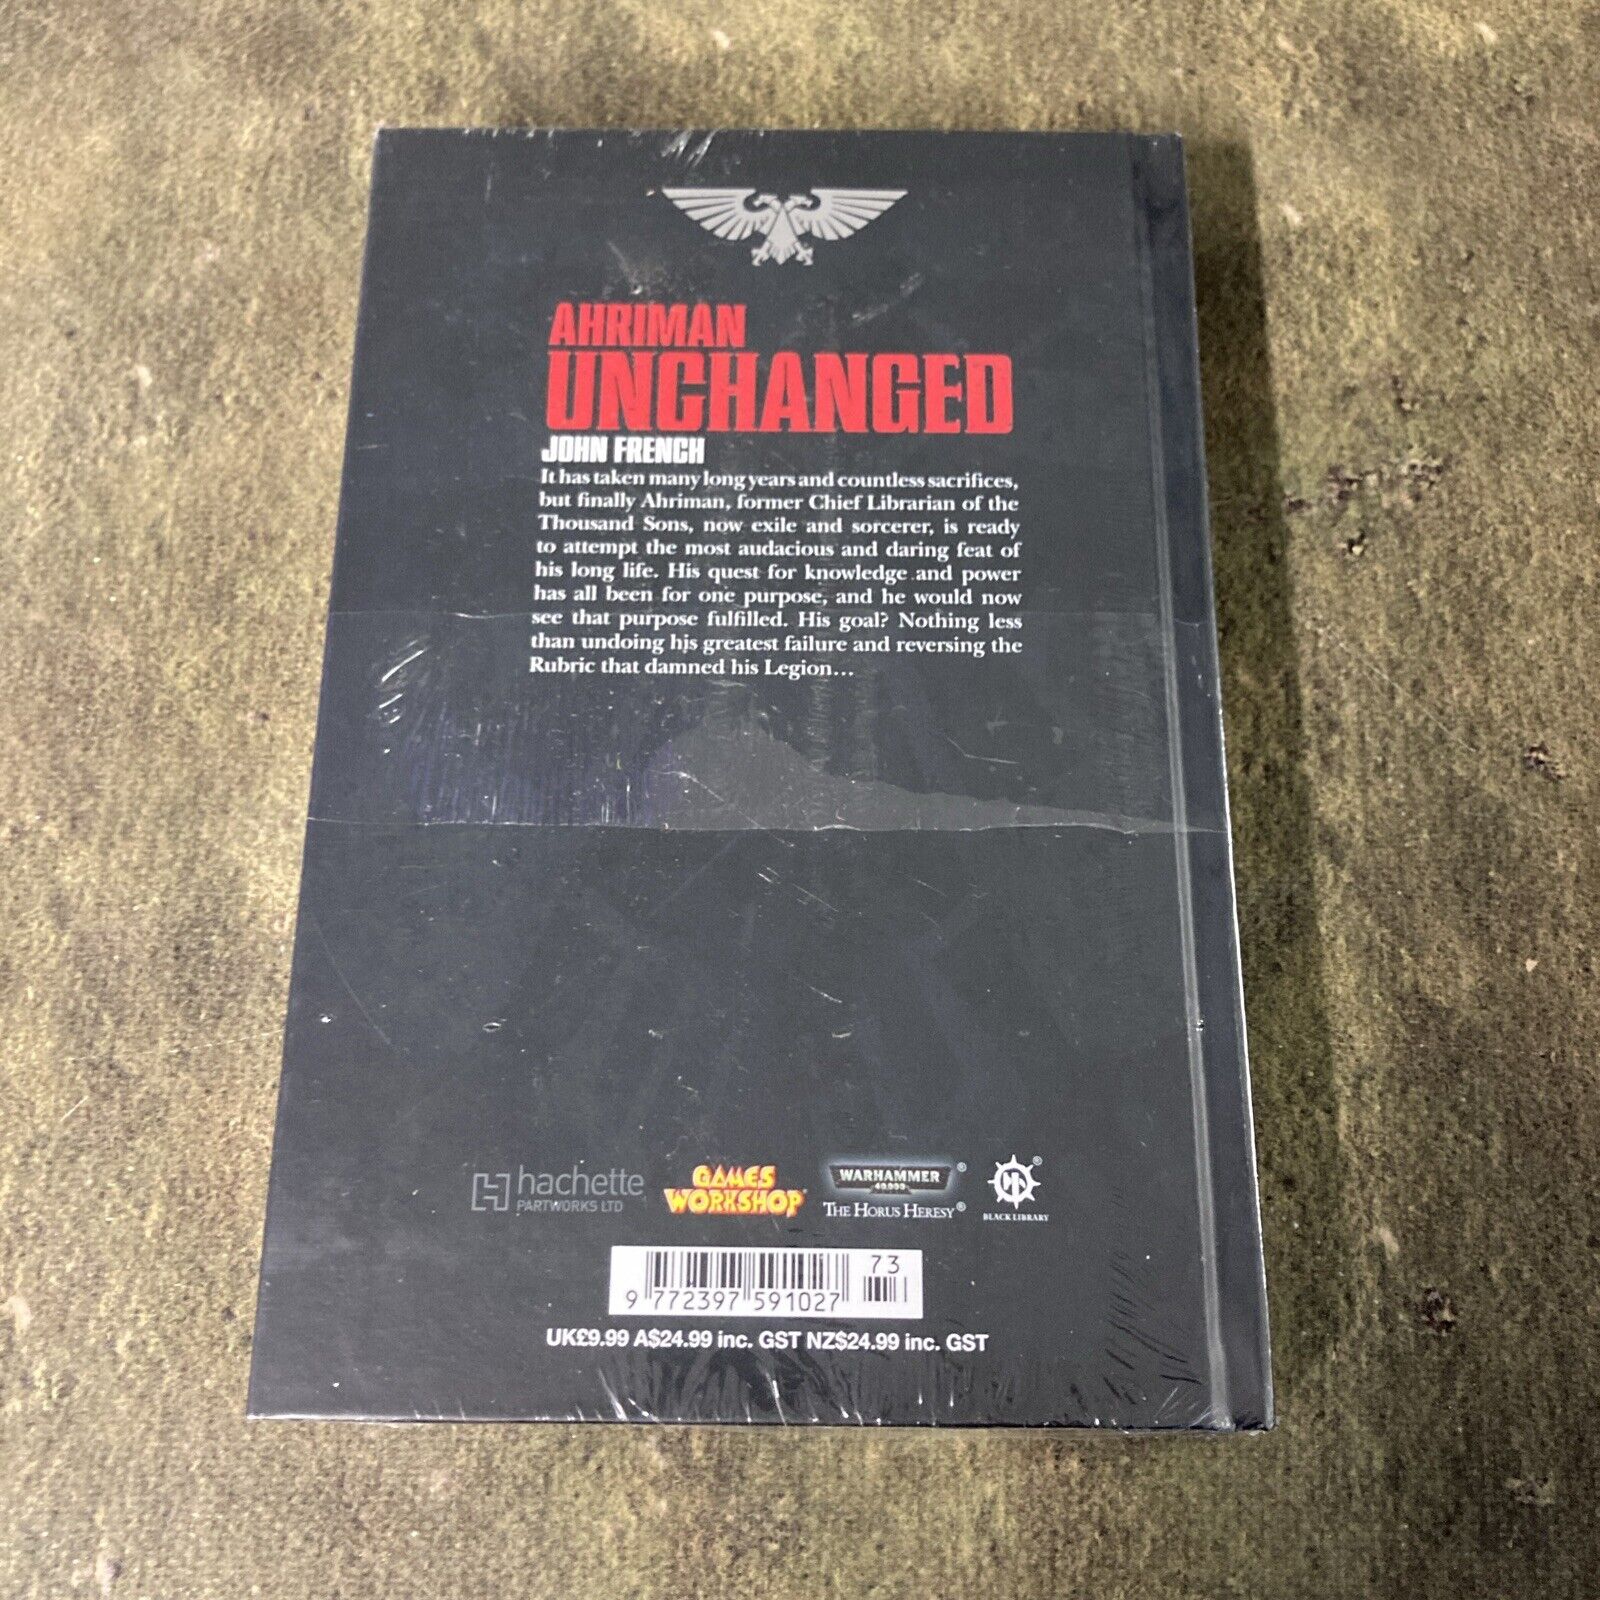 AHRIMAN
UNCHANGED
JOHN FRENCH
It has taken many long years and countless sacrifices,
but finally Ahriman, former Chief Librarian of the
Thousand Sons, now exile and sorcerer, is ready
to attempt the most audacious and daring feat of
his long life. His quest for knowledge and power
has all been for one purpose, and he would now
see that purpose fulfilled. His goal? Nothing less
than undoing his greatest failure and reversing the
Rubric that damned his Legion...
hachette
PARTWORKS LTD
GAMES
WORKSHOP®
WARHAMMER®
40,000
THE HORUS HERESY®
®
BLACK LIBRARY
73
9 772397 591027
UK£9.99 A$24.99 inc. GST NZ$24.99 inc. GST